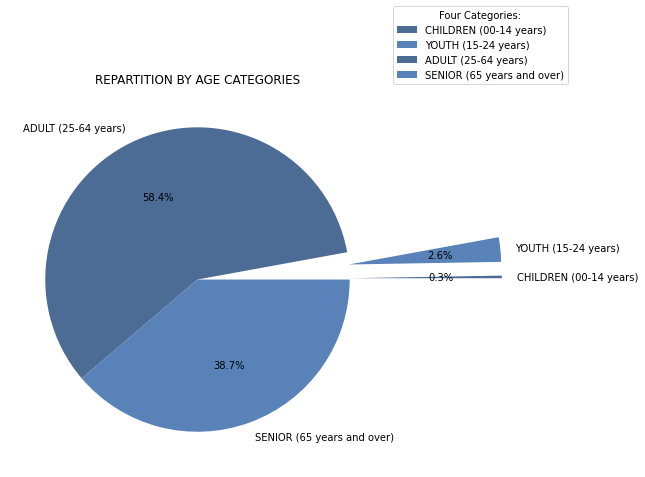 Four Categories:
CHILDREN (00-14 years)
YOUTH (15-24 years)
ADULT (25-64 years)
SENIOR (65 years and over)
REPARTITION BY AGE CATEGORIES
ADULT (25-64 years)
58.4%
YOUTH (15-24 years)
2.6%
0.3%
CHILDREN (00-14 years)
38.7%
SENIOR (65 years and over)